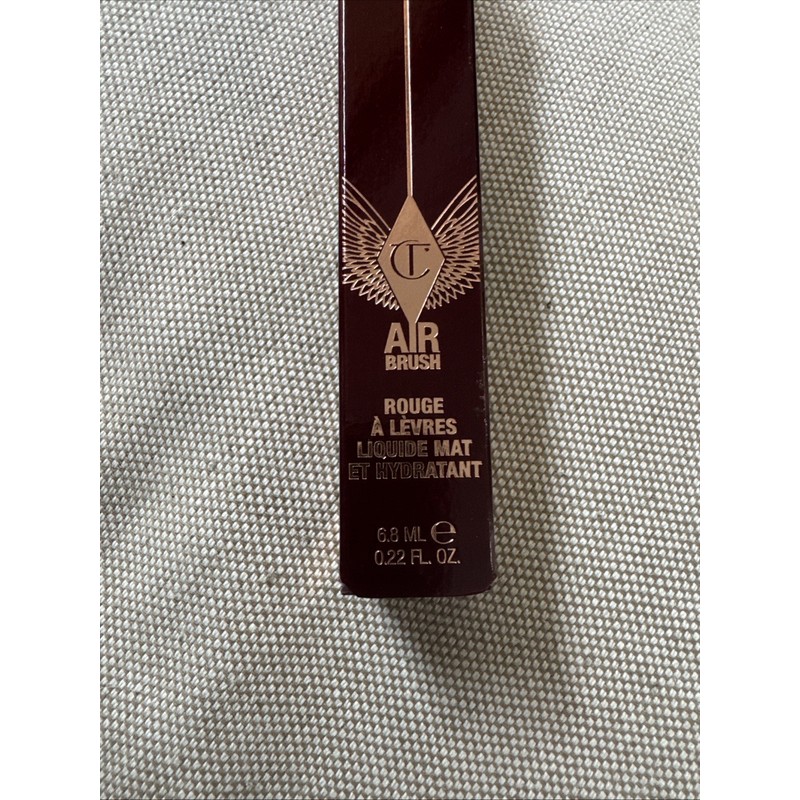 CT
AIR
BRUSH
ROUGE
À LÈVRES
LIQUIDE MAT
ET HYDRATANT
6.8 ML ℮
0.22 FL. OZ.